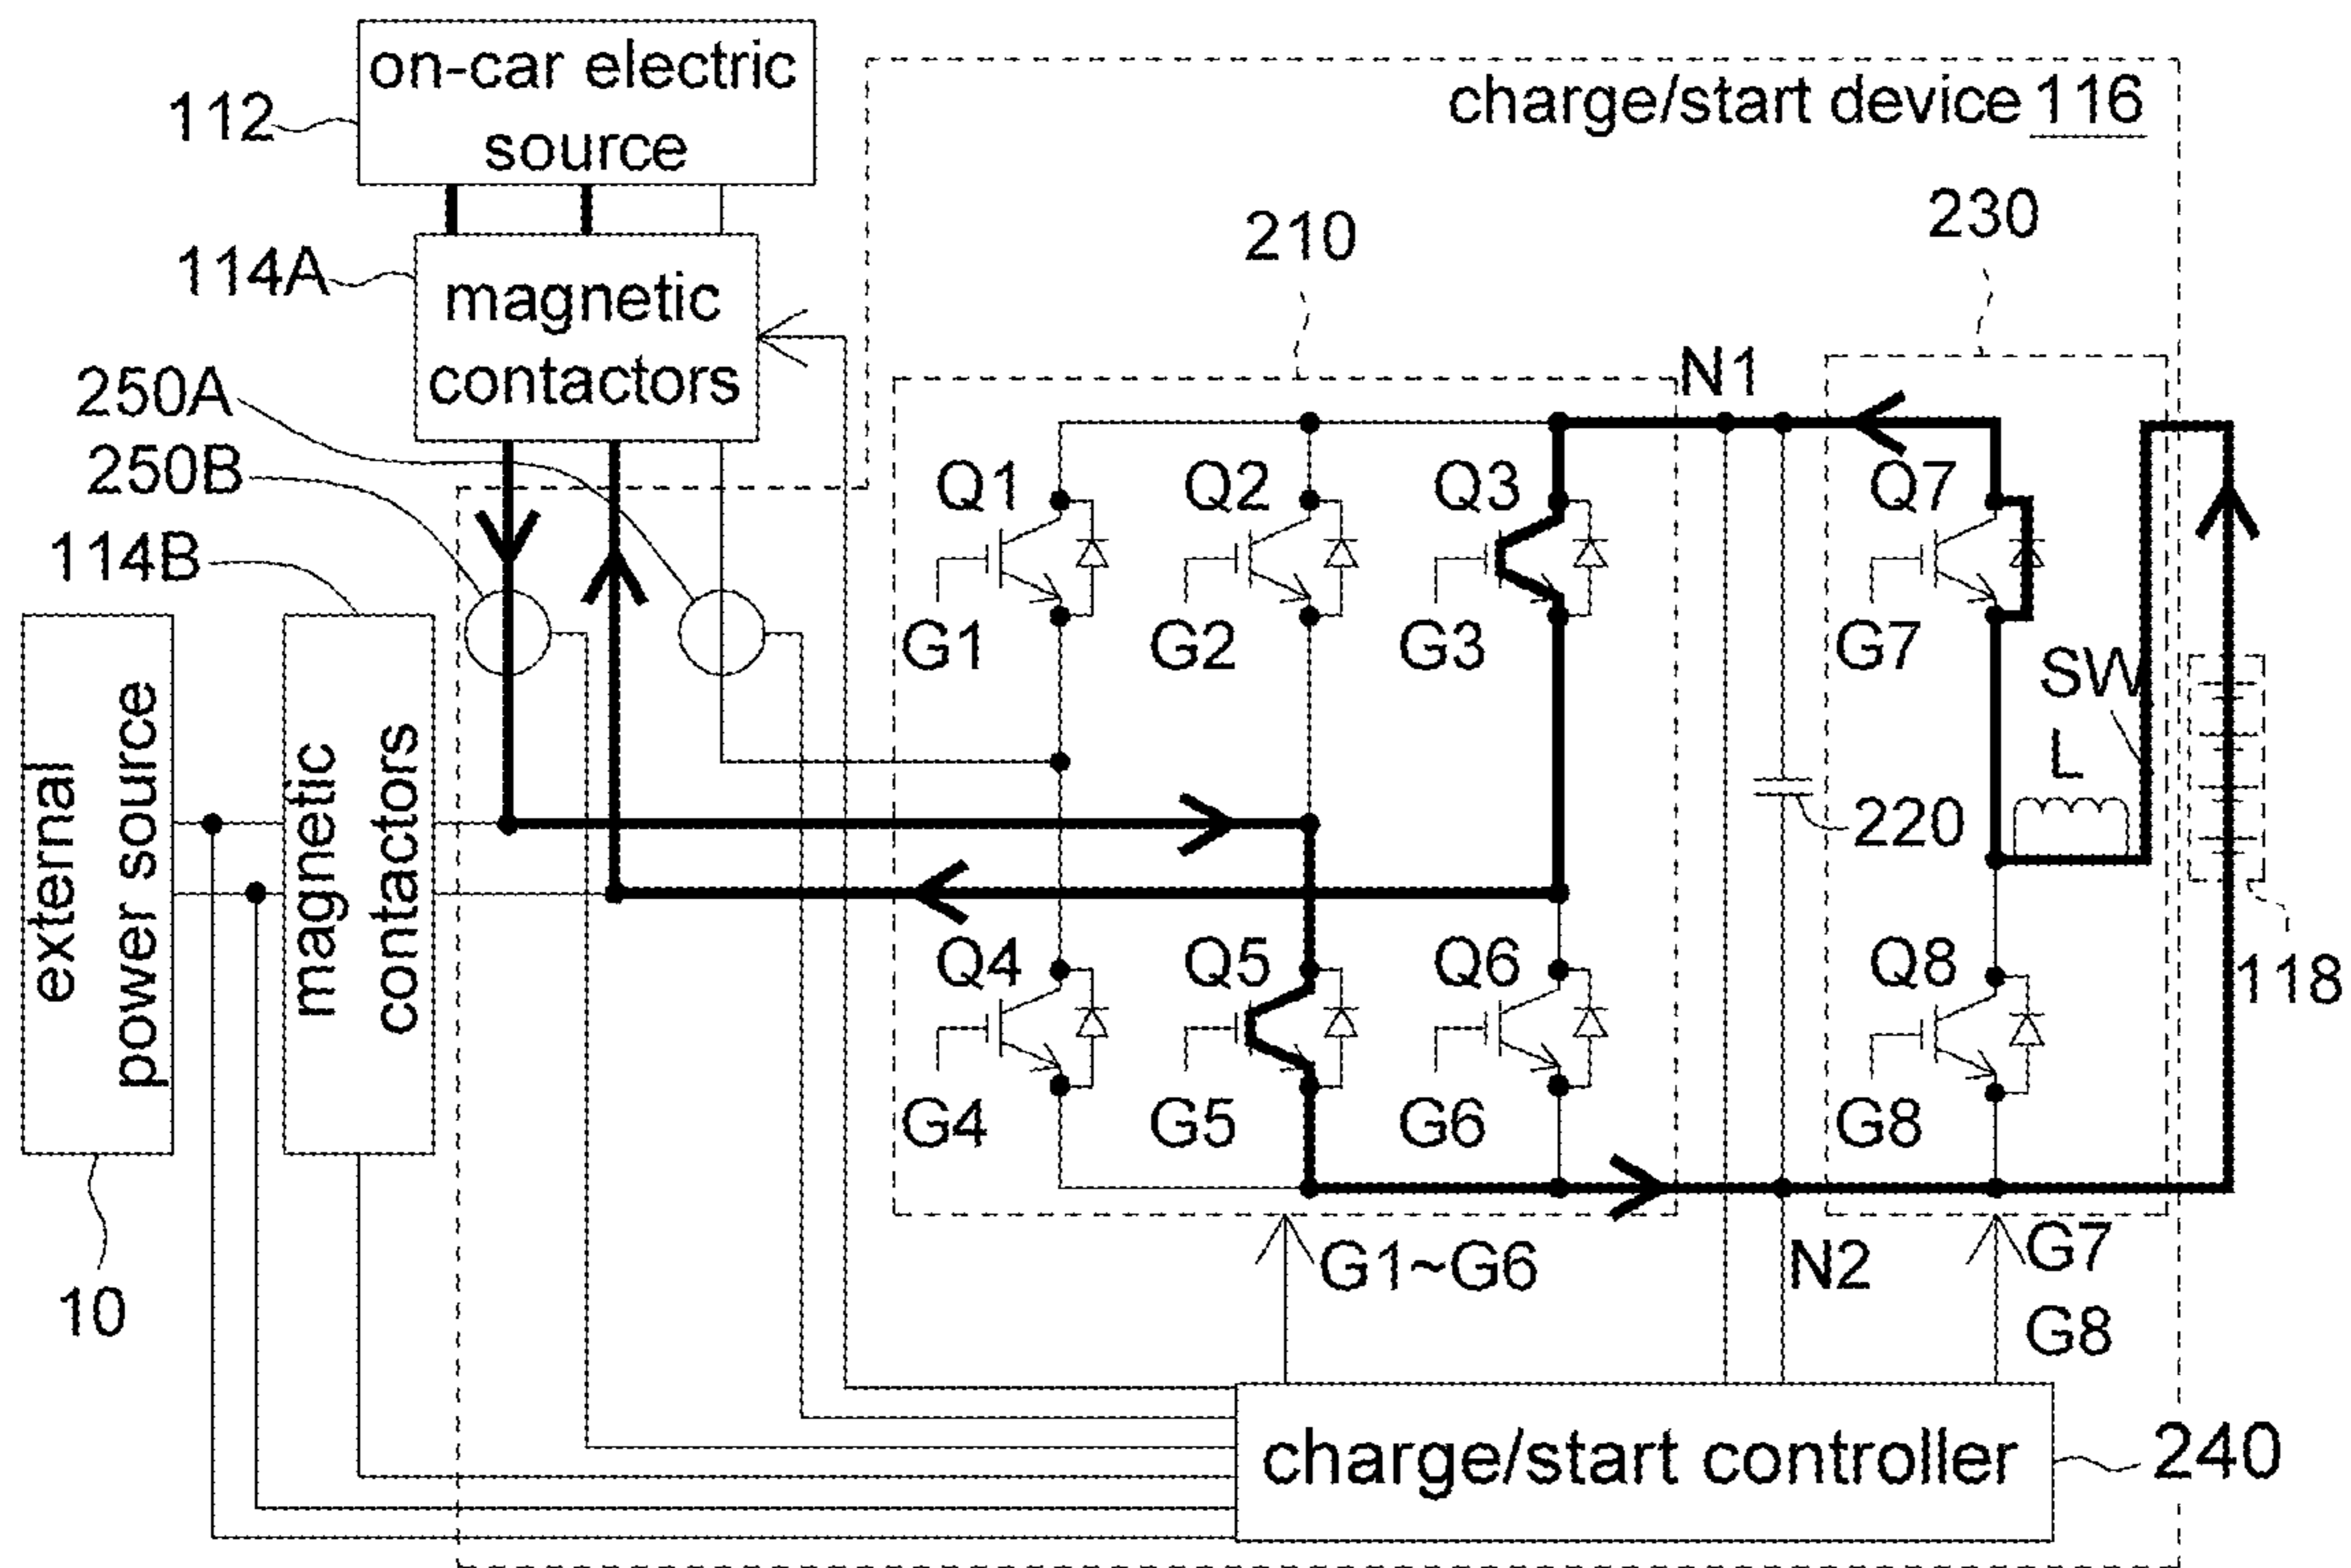 on-car electric
source
112
charge/start device 116
114A
magnetic
contactors
210
230
250A
250B
114B
N1
Q1
Q2
Q3
Q7
G1
G2
G3
G7
SW
L
220
external
power source
magnetic
contactors
Q4
Q5
Q6
Q8
118
G4
G5
G6
G8
10
G1~G6
N2
G7
G8
charge/start controller
240